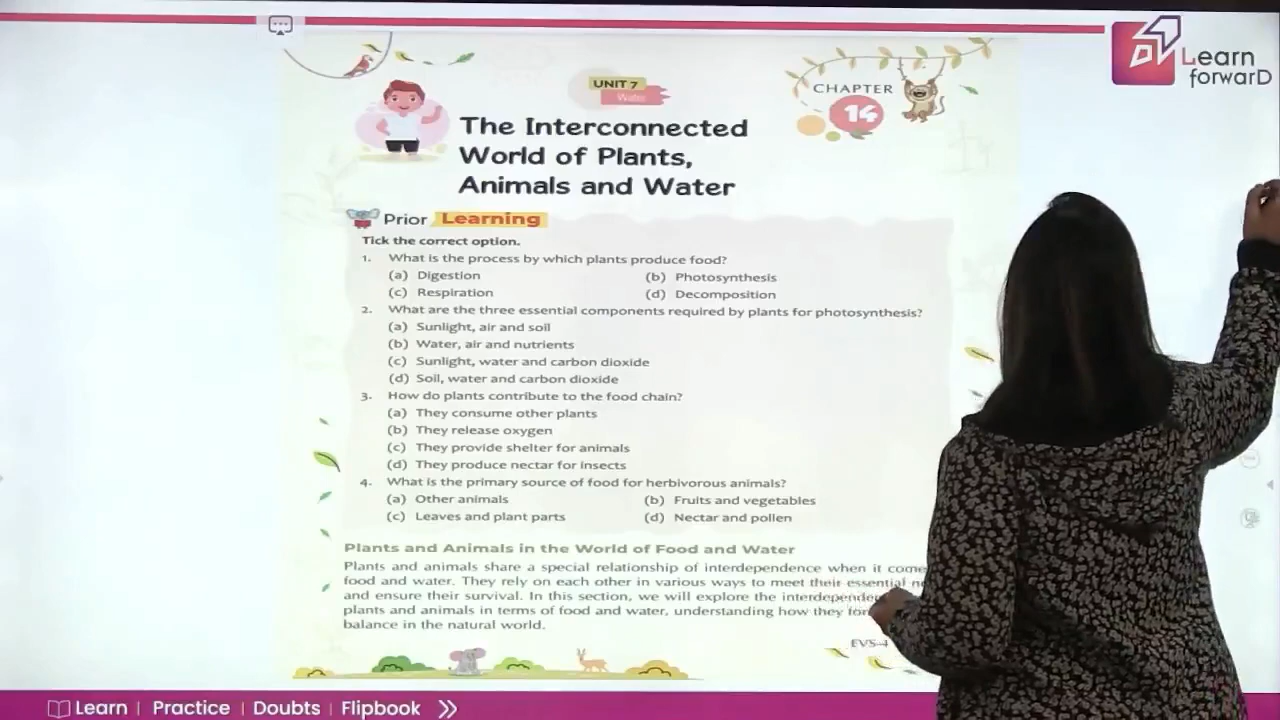 Learn
forwarD
UNIT 7
Water
CHAPTER
14
The Interconnected
World of Plants,
Animals and Water
Prior Learning
Tick the correct option.
1. What is the process by which plants produce food?
(a) Digestion (b) Photosynthesis
(c) Respiration (d) Decomposition
2. What are the three essential components required by plants for photosynthesis?
(a) Sunlight, air and soil
(b) Water, air and nutrients
(c) Sunlight, water and carbon dioxide
(d) Soil, water and carbon dioxide
3. How do plants contribute to the food chain?
(a) They consume other plants
(b) They release oxygen
(c) They provide shelter for animals
(d) They produce nectar for insects
4. What is the primary source of food for herbivorous animals?
(a) Other animals (b) Fruits and vegetables
(c) Leaves and plant parts (d) Nectar and pollen
Plants and Animals in the World of Food and Water
Plants and animals share a special relationship of interdependence when it come
food and water. They rely on each other in various ways to meet their essential
and ensure their survival. In this section, we will explore the
plants and animals in terms of food and water, understanding how they
balance in the natural world.
EVS-4
Learn | Practice | Doubts | Flipbook